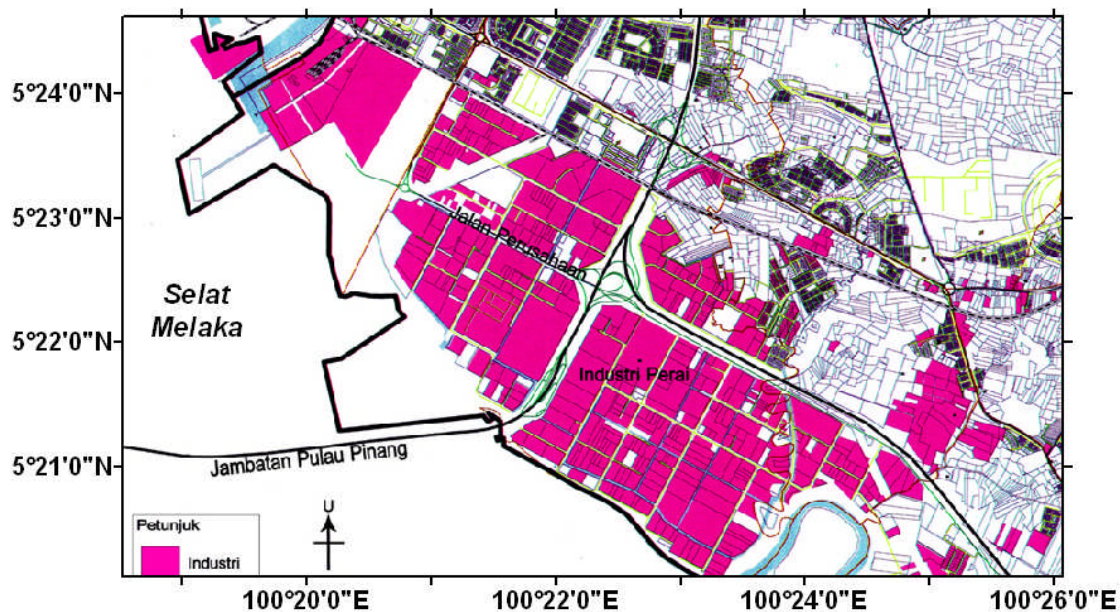 5°24'0"N
5°23'0"N
5°22'0"N
5°21'0"N
Selat
Melaka
Jalan Perusahaan
Industri Perai
Jambatan Pulau Pinang
U
Petunjuk
Industri
100°20'0"E
100°22'0"E
100°24'0"E
100°26'0"E